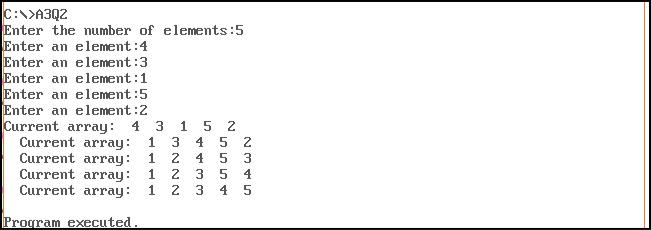 C:\>A3Q2
Enter the number of elements:5
Enter an element:4
Enter an element:3
Enter an element:1
Enter an element:5
Enter an element:2
Current array:  4  3  1  5  2
  Current array:  1  3  4  5  2
  Current array:  1  2  4  5  3
  Current array:  1  2  3  5  4
  Current array:  1  2  3  4  5
Program executed.